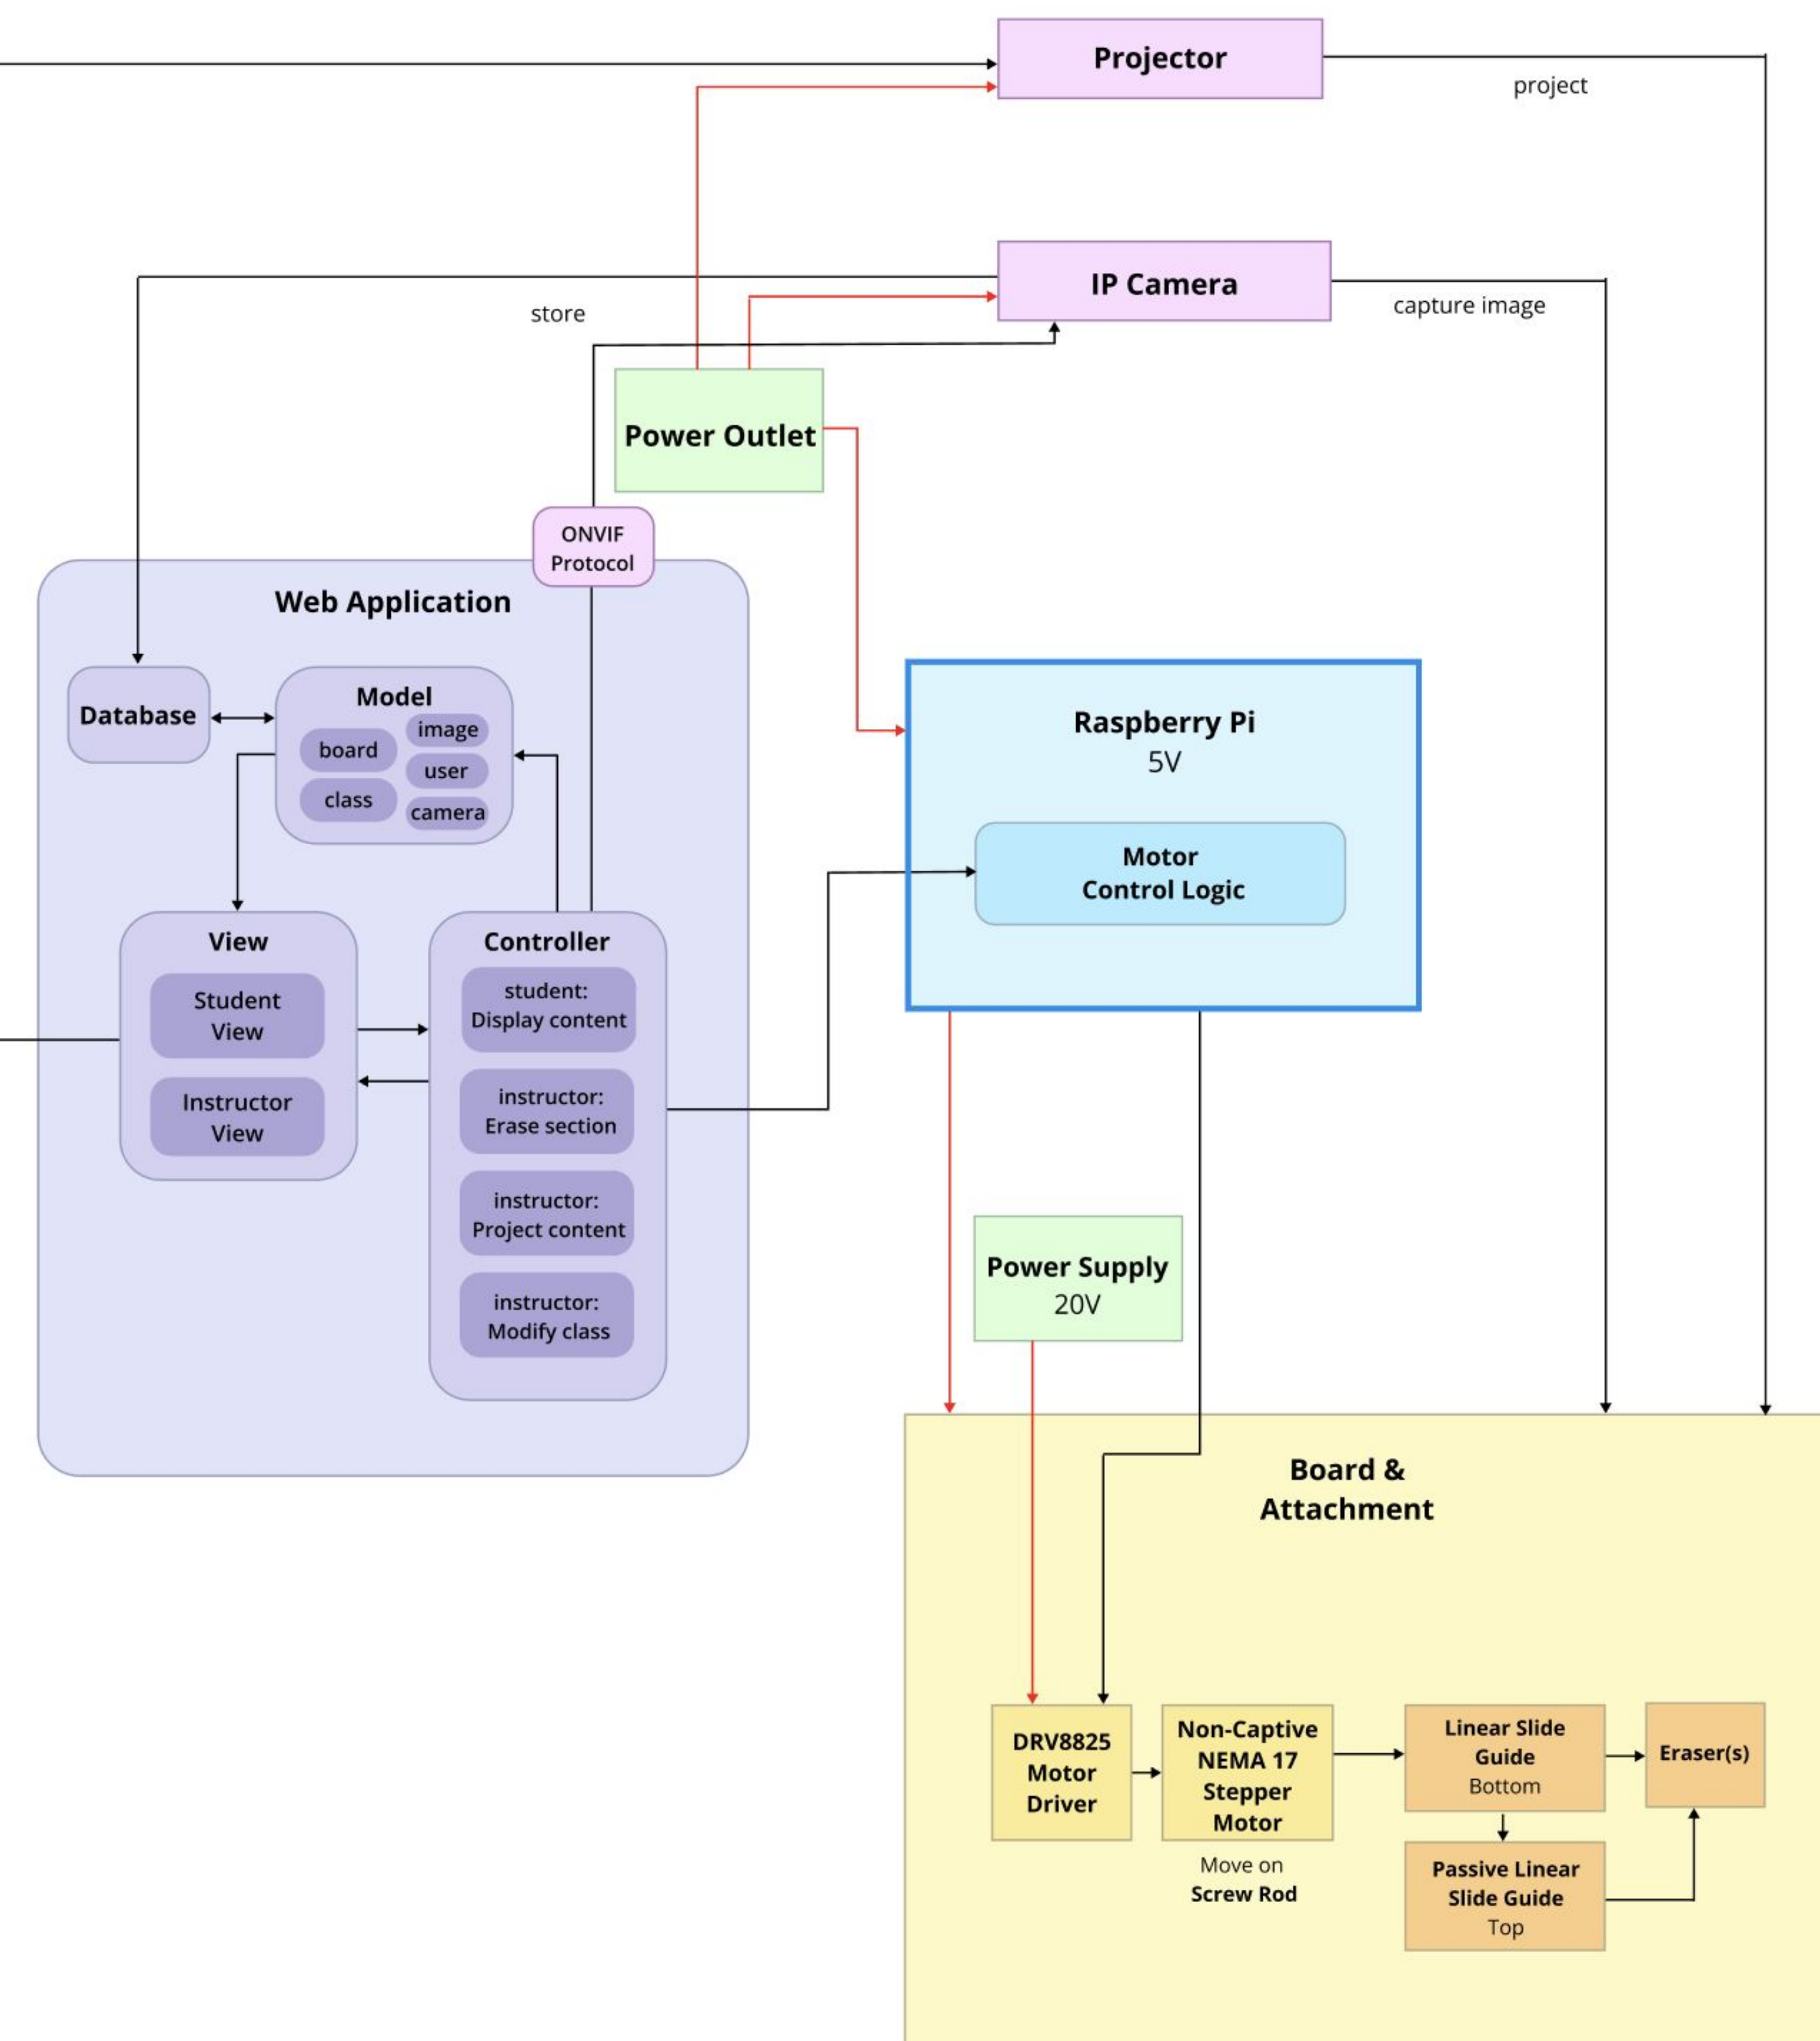 Projector
project
IP Camera
store
capture image
Power Outlet
ONVIF
Protocol
Web Application
Database
Model
image
board
user
class
camera
Raspberry Pi
5V
Motor
Control Logic
View
Student
View
Instructor
View
Controller
student:
Display content
instructor:
Erase section
instructor:
Project content
instructor:
Modify class
Power Supply
20V
Board &
Attachment
DRV8825
Motor
Driver
Non-Captive
NEMA 17
Stepper
Motor
Move on
Screw Rod
Linear Slide
Guide
Bottom
Eraser(s)
Passive Linear
Slide Guide
Top